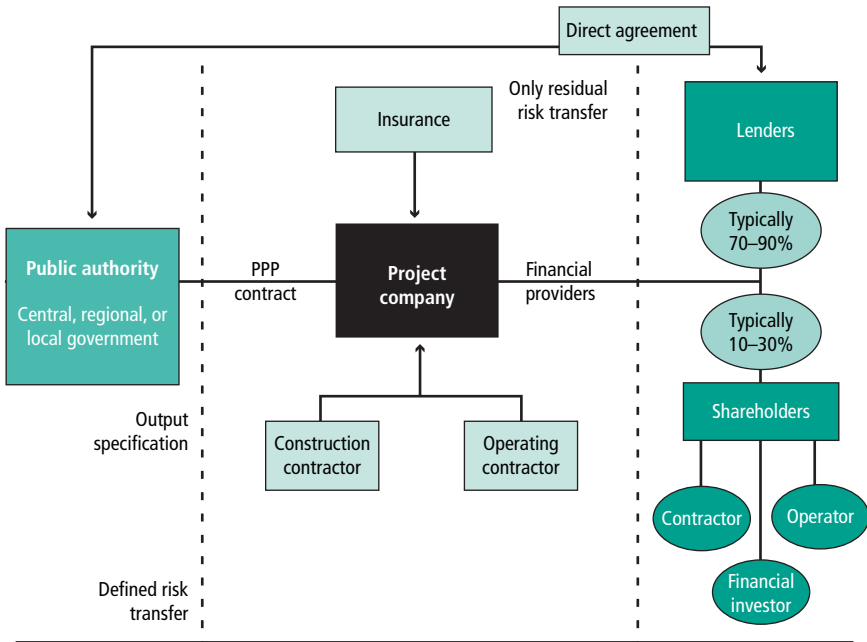 Direct agreement
Only residual
risk transfer
Insurance
Lenders
Typically
70–90%
Public authority
Central, regional, or
local government
PPP
contract
Project
company
Financial
providers
Typically
10–30%
Shareholders
Output
specification
Construction
contractor
Operating
contractor
Contractor
Operator
Financial
investor
Defined risk
transfer